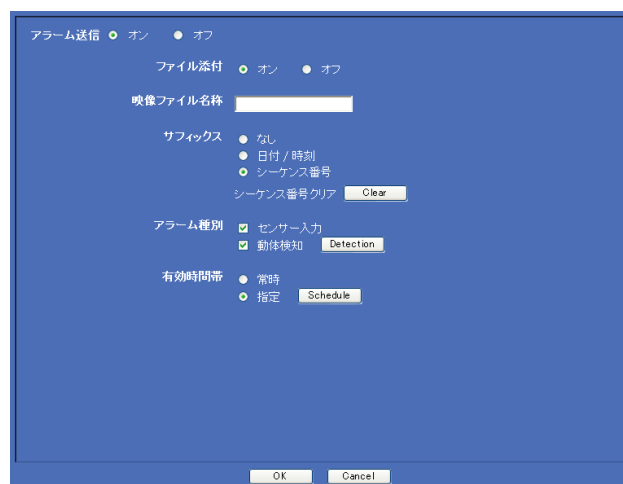 アラーム送信 オン オフ
ファイル添付 オン オフ
映像ファイル名称
サフィックス なし
日付 / 時刻
シーケンス番号
シーケンス番号クリア Clear
アラーム種別 センサー入力
動体検知 Detection
有効時間帯 常時
指定 Schedule
OK Cancel